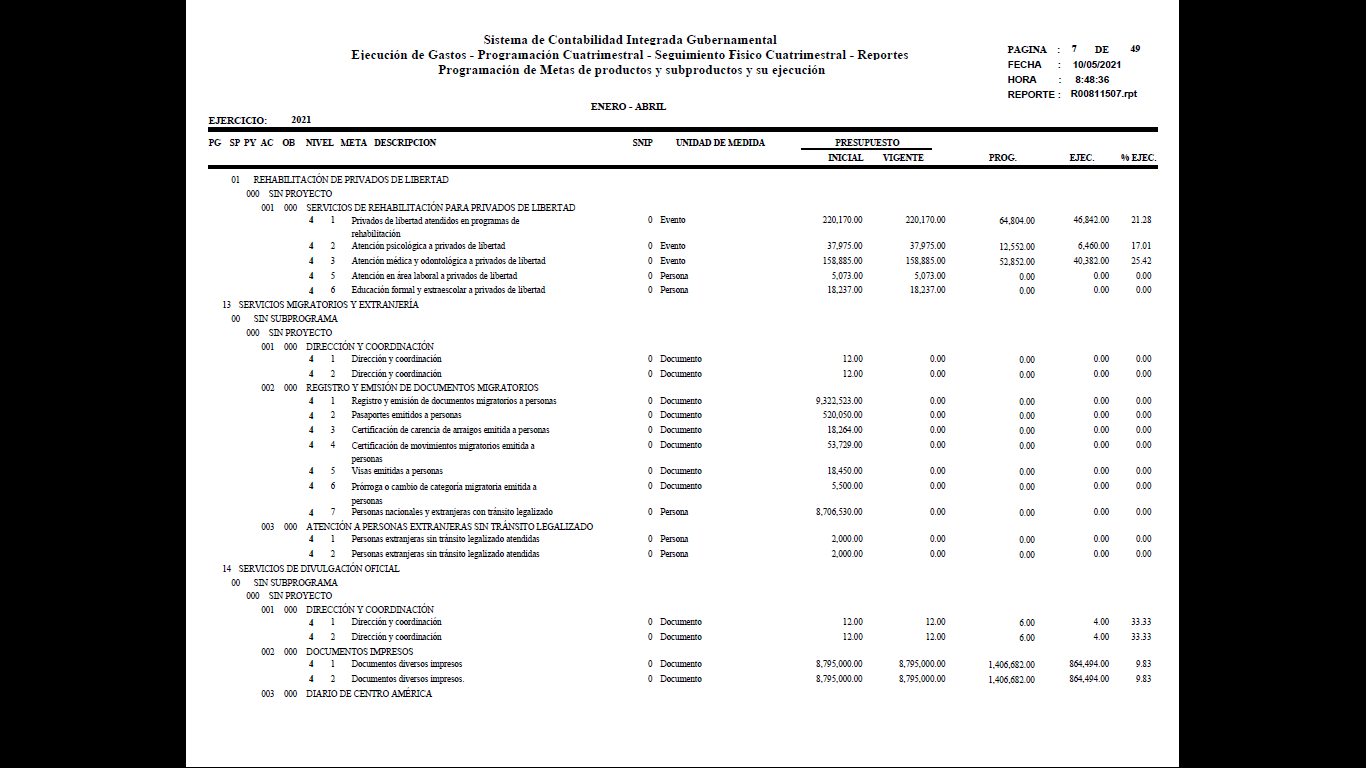 Sistema de Contabilidad Integrada Gubernamental
Ejecución de Gastos - Programación Cuatrimestral - Seguimiento Fisico Cuatrimestral - Reportes
Programación de Metas de productos y subproductos y su ejecución
PAGINA : 7 DE 49
FECHA : 10/05/2021
HORA : 8:48:36
REPORTE : R00811507.rpt
ENERO - ABRIL
EJERCICIO: 2021
PG SP PY AC OB NIVEL META DESCRIPCION SNIP UNIDAD DE MEDIDA PRESUPUESTO
INICIAL VIGENTE PROG. EJEC. % EJEC.
01 REHABILITACIÓN DE PRIVADOS DE LIBERTAD
000 SIN PROYECTO
001 000 SERVICIOS DE REHABILITACIÓN PARA PRIVADOS DE LIBERTAD
4 1 Privados de libertad atendidos en programas de 0 Evento 220,170.00 220,170.00 64,804.00 46,842.00 21.28
rehabilitación
4 2 Atención psicológica a privados de libertad 0 Evento 37,975.00 37,975.00 12,552.00 6,460.00 17.01
4 3 Atención médica y odontológica a privados de libertad 0 Evento 158,885.00 158,885.00 52,852.00 40,382.00 25.42
4 5 Atención en área laboral a privados de libertad 0 Persona 5,073.00 5,073.00 0.00 0.00 0.00
4 6 Educación formal y extraescolar a privados de libertad 0 Persona 18,237.00 18,237.00 0.00 0.00 0.00
13 SERVICIOS MIGRATORIOS Y EXTRANJERÍA
00 SIN SUBPROGRAMA
000 SIN PROYECTO
001 000 DIRECCIÓN Y COORDINACIÓN
4 1 Dirección y coordinación 0 Documento 12.00 0.00 0.00 0.00 0.00
4 2 Dirección y coordinación 0 Documento 12.00 0.00 0.00 0.00 0.00
002 000 REGISTRO Y EMISIÓN DE DOCUMENTOS MIGRATORIOS
4 1 Registro y emisión de documentos migratorios a personas 0 Documento 9,322,523.00 0.00 0.00 0.00 0.00
4 2 Pasaportes emitidos a personas 0 Documento 520,050.00 0.00 0.00 0.00 0.00
4 3 Certificación de carencia de arraigos emitida a personas 0 Documento 18,264.00 0.00 0.00 0.00 0.00
4 4 Certificación de movimientos migratorios emitida a 0 Documento 53,729.00 0.00 0.00 0.00 0.00
personas
4 5 Visas emitidas a personas 0 Documento 18,450.00 0.00 0.00 0.00 0.00
4 6 Prórroga o cambio de categoría migratoria emitida a 0 Documento 5,500.00 0.00 0.00 0.00 0.00
personas
4 7 Personas nacionales y extranjeras con tránsito legalizado 0 Persona 8,706,530.00 0.00 0.00 0.00 0.00
003 000 ATENCIÓN A PERSONAS EXTRANJERAS SIN TRÁNSITO LEGALIZADO
4 1 Personas extranjeras sin tránsito legalizado atendidas 0 Persona 2,000.00 0.00 0.00 0.00 0.00
4 2 Personas extranjeras sin tránsito legalizado atendidas 0 Persona 2,000.00 0.00 0.00 0.00 0.00
14 SERVICIOS DE DIVULGACIÓN OFICIAL
00 SIN SUBPROGRAMA
000 SIN PROYECTO
001 000 DIRECCIÓN Y COORDINACIÓN
4 1 Dirección y coordinación 0 Documento 12.00 12.00 6.00 4.00 33.33
4 2 Dirección y coordinación 0 Documento 12.00 12.00 6.00 4.00 33.33
002 000 DOCUMENTOS IMPRESOS
4 1 Documentos diversos impresos 0 Documento 8,795,000.00 8,795,000.00 1,406,682.00 864,494.00 9.83
4 2 Documentos diversos impresos. 0 Documento 8,795,000.00 8,795,000.00 1,406,682.00 864,494.00 9.83
003 000 DIARIO DE CENTRO AMÉRICA